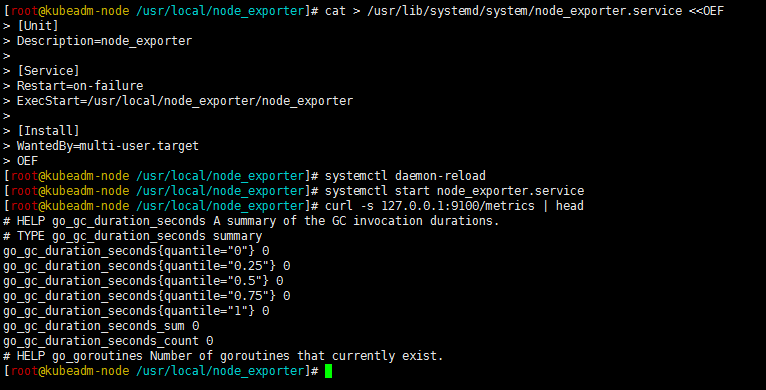 [root@kubeadm-node /usr/local/node_exporter]# cat > /usr/lib/systemd/system/node_exporter.service <<OEF
> [Unit]
> Description=node_exporter
>
> [Service]
> Restart=on-failure
> ExecStart=/usr/local/node_exporter/node_exporter
>
> [Install]
> WantedBy=multi-user.target
> OEF
[root@kubeadm-node /usr/local/node_exporter]# systemctl daemon-reload
[root@kubeadm-node /usr/local/node_exporter]# systemctl start node_exporter.service
[root@kubeadm-node /usr/local/node_exporter]# curl -s 127.0.0.1:9100/metrics | head
# HELP go_gc_duration_seconds A summary of the GC invocation durations.
# TYPE go_gc_duration_seconds summary
go_gc_duration_seconds{quantile="0"} 0
go_gc_duration_seconds{quantile="0.25"} 0
go_gc_duration_seconds{quantile="0.5"} 0
go_gc_duration_seconds{quantile="0.75"} 0
go_gc_duration_seconds{quantile="1"} 0
go_gc_duration_seconds_sum 0
go_gc_duration_seconds_count 0
# HELP go_goroutines Number of goroutines that currently exist.
[root@kubeadm-node /usr/local/node_exporter]#